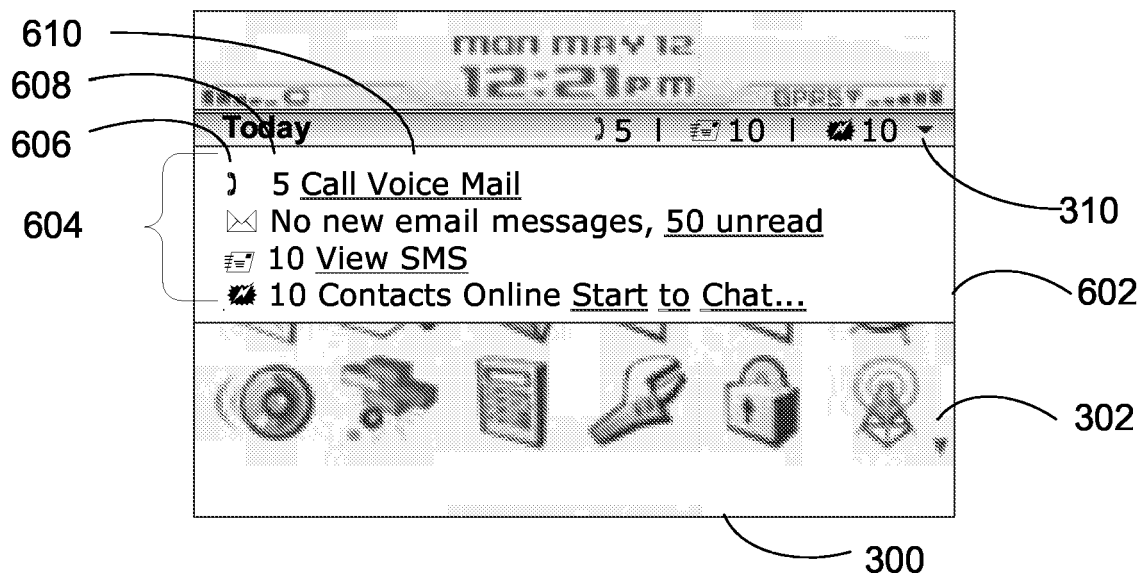 610
mon may 12
608
12:21pm
GPRS
606
Today 5 | 10 | 10
604
5 Call Voice Mail
310
No new email messages, 50 unread
10 View SMS
602
10 Contacts Online Start to Chat...
302
300